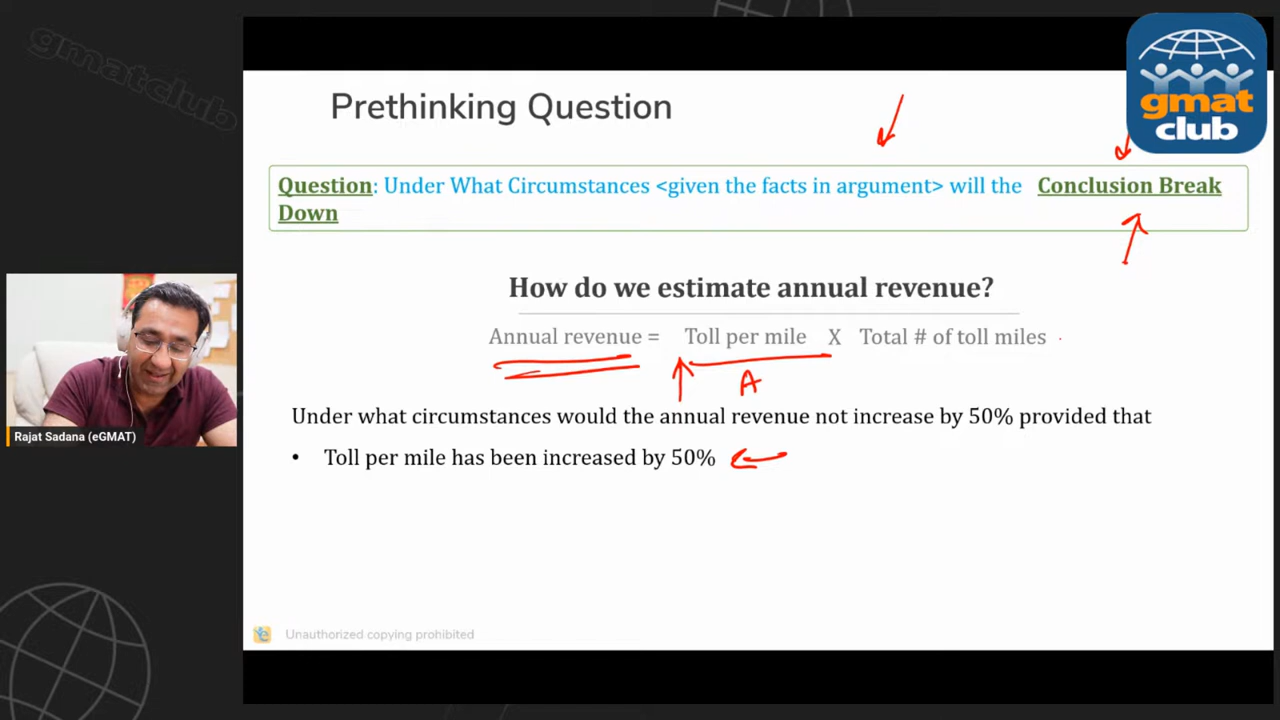 gmatclub
gmat
club
Prethinking Question
Question: Under What Circumstances <given the facts in argument> will the Conclusion Break
Down
How do we estimate annual revenue?
Annual revenue = Toll per mile X Total # of toll miles
A
Under what circumstances would the annual revenue not increase by 50% provided that
• Toll per mile has been increased by 50%
Rajat Sadana (eGMAT)
Unauthorized copying prohibited